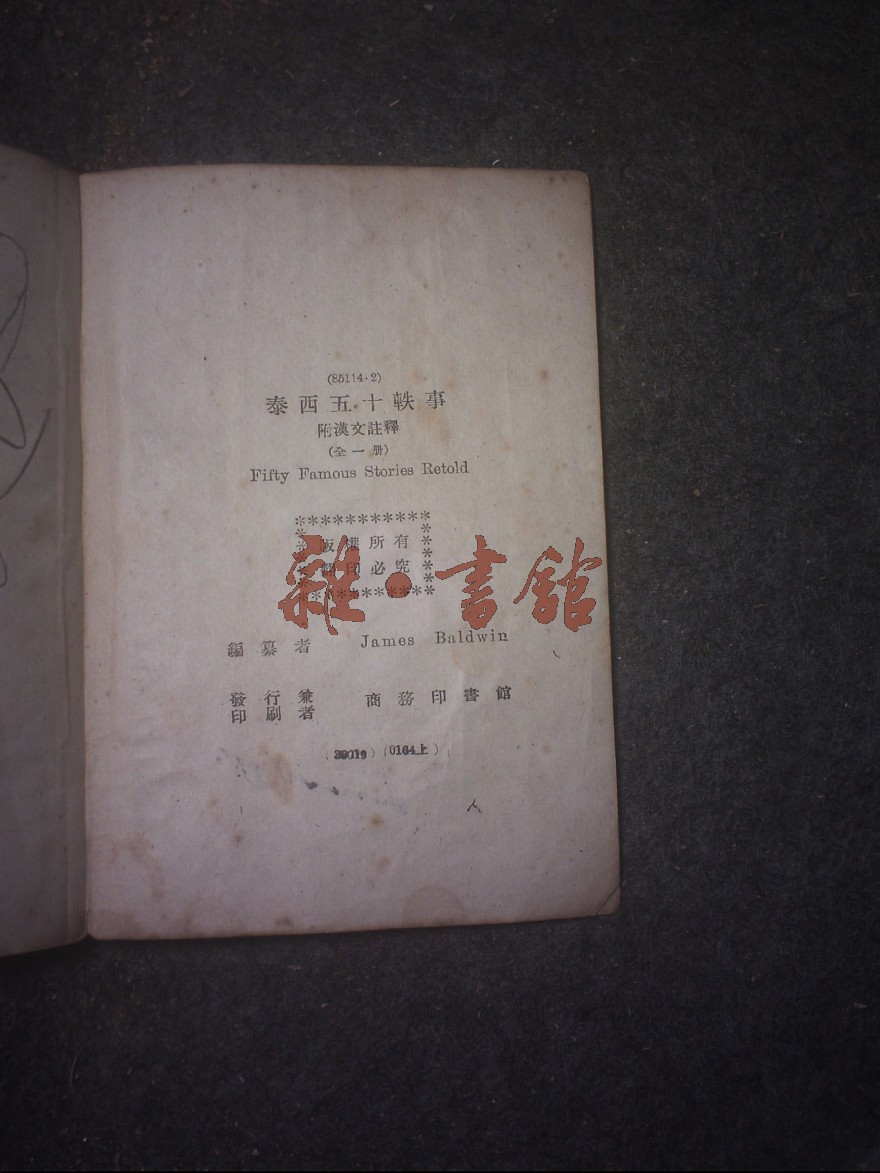 (85114·2)
泰西五十軼事
附漢文註釋
(全一册)
Fifty Famous Stories Retold
版權所有
翻印必究
雜·書館
編纂者 James Baldwin
發行兼
印刷者 商務印書館
(0164上)